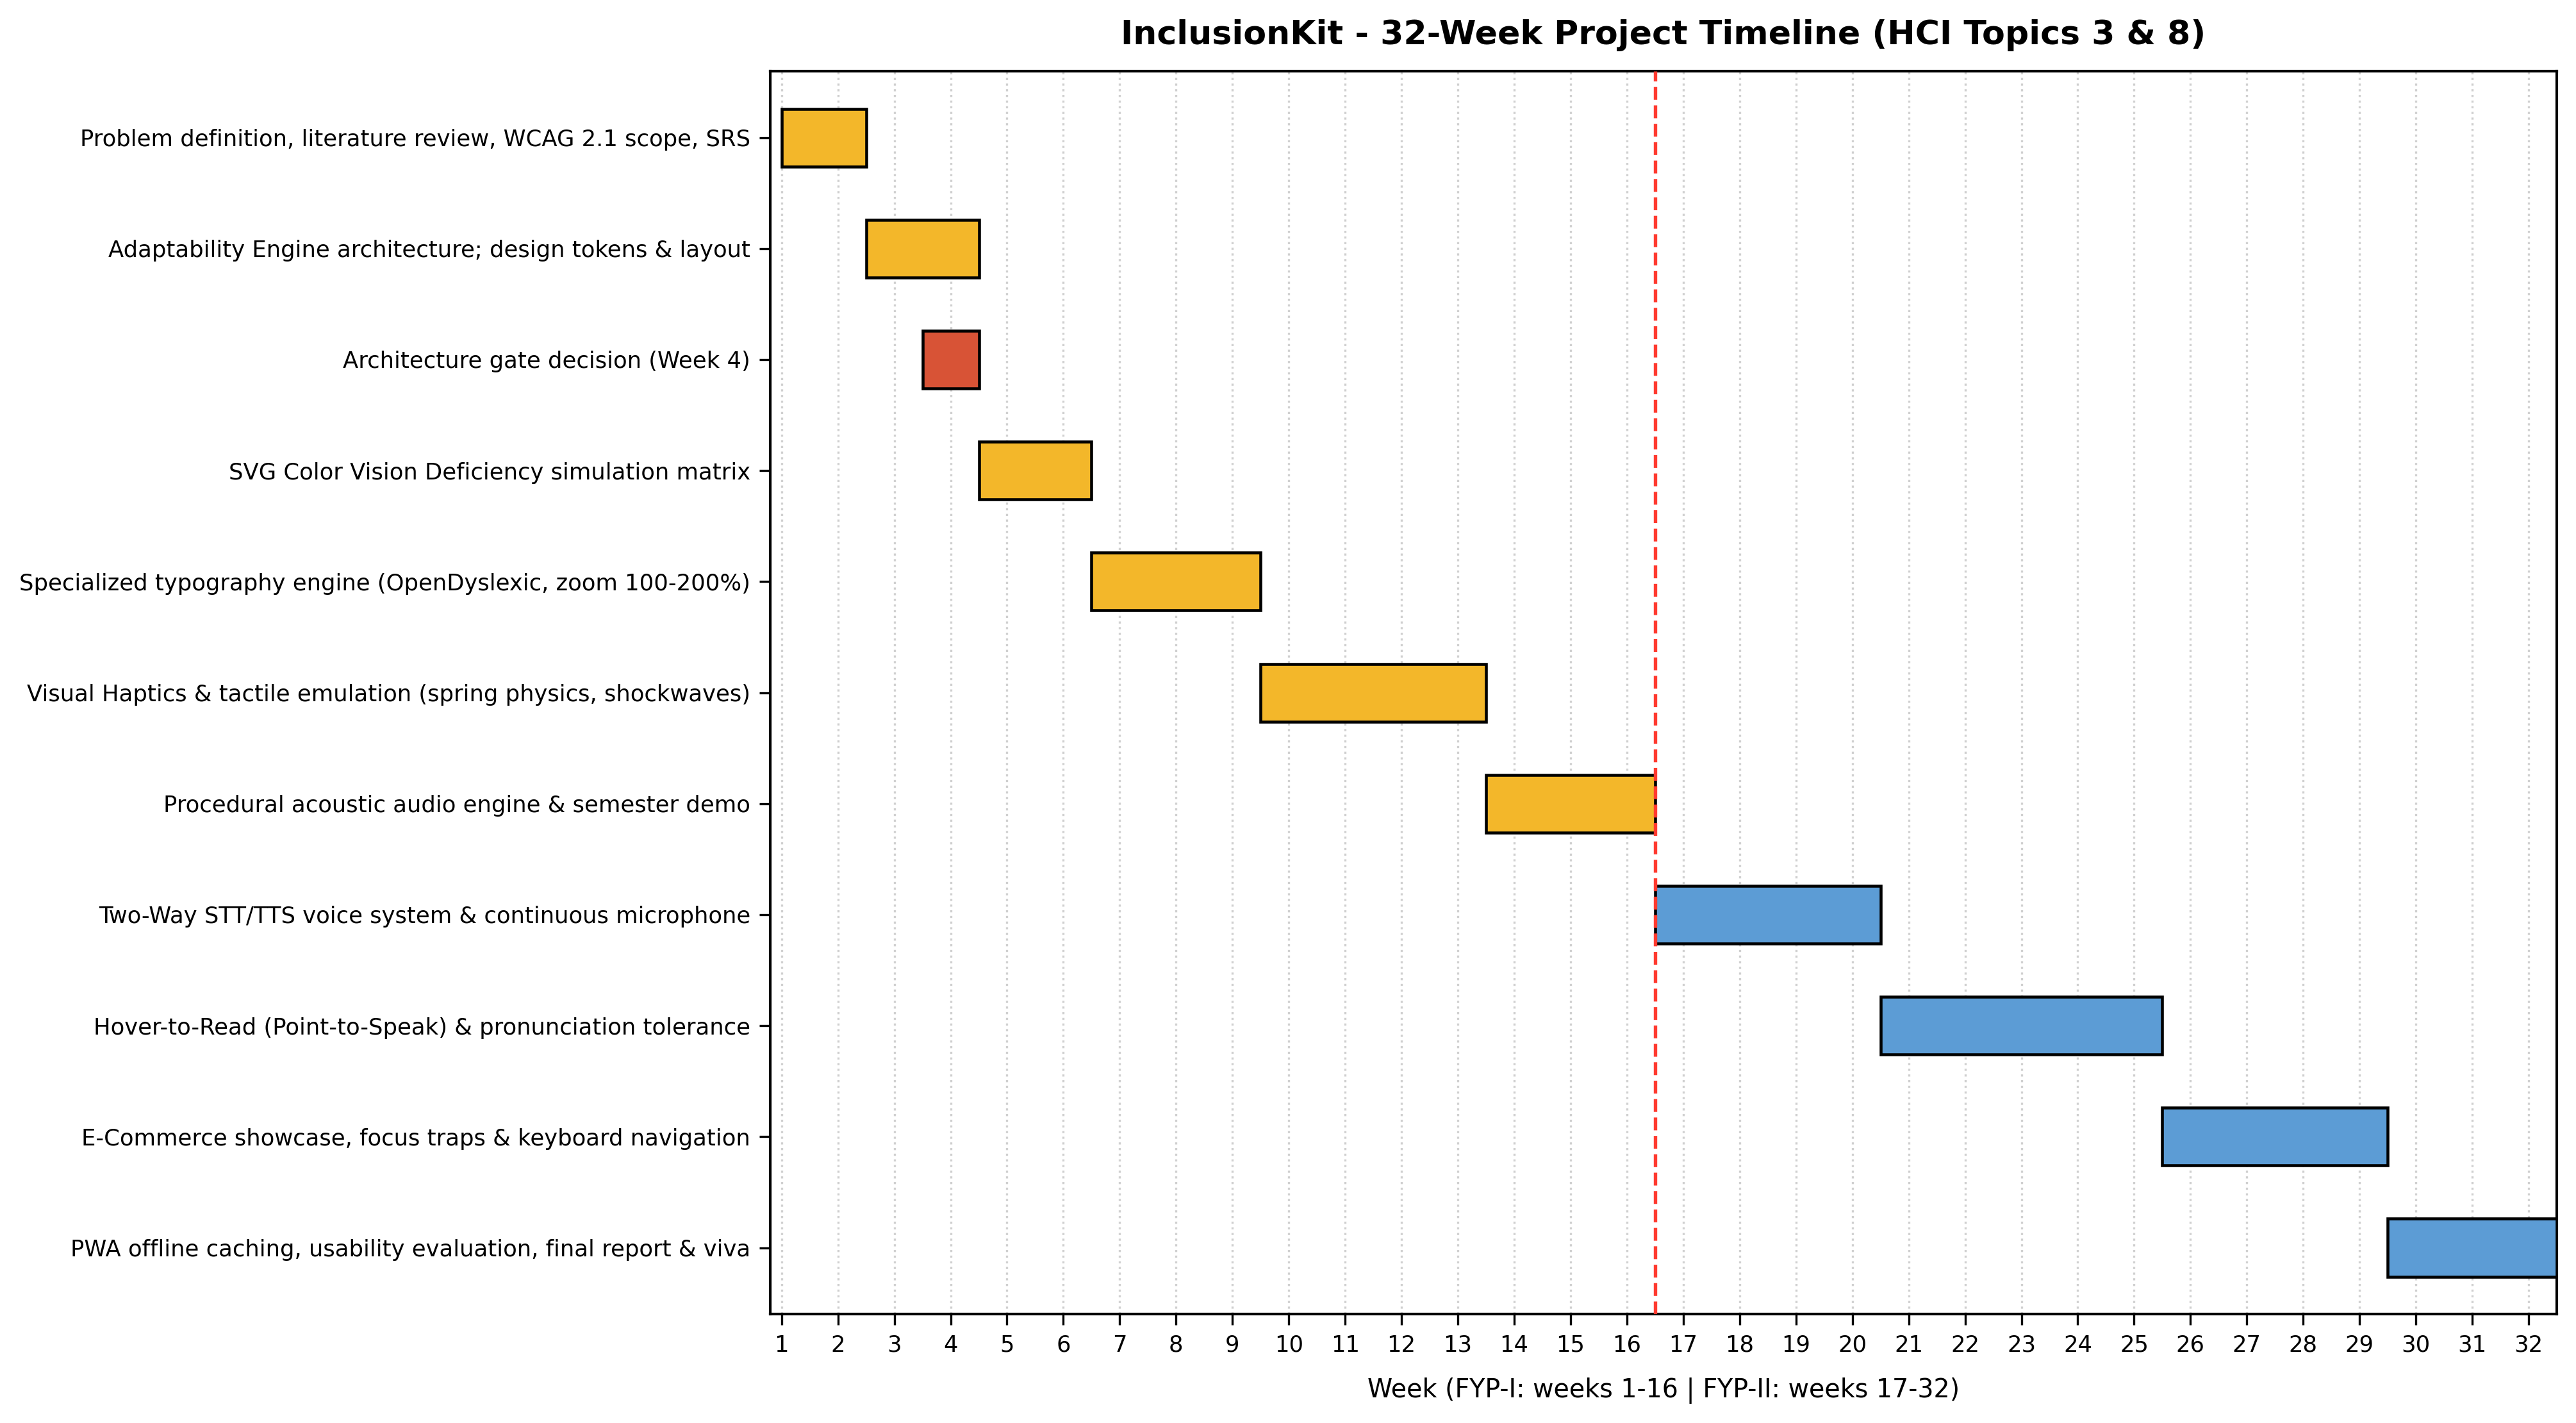 InclusionKit - 32-Week Project Timeline (HCI Topics 3 & 8)
Problem definition, literature review, WCAG 2.1 scope, SRS
Adaptability Engine architecture; design tokens & layout
Architecture gate decision (Week 4)
SVG Color Vision Deficiency simulation matrix
Specialized typography engine (OpenDyslexic, zoom 100-200%)
Visual Haptics & tactile emulation (spring physics, shockwaves)
Procedural acoustic audio engine & semester demo
Two-Way STT/TTS voice system & continuous microphone
Hover-to-Read (Point-to-Speak) & pronunciation tolerance
E-Commerce showcase, focus traps & keyboard navigation
PWA offline caching, usability evaluation, final report & viva
1 2 3 4 5 6 7 8 9 10 11 12 13 14 15 16 17 18 19 20 21 22 23 24 25 26 27 28 29 30 31 32
Week (FYP-I: weeks 1-16 | FYP-II: weeks 17-32)